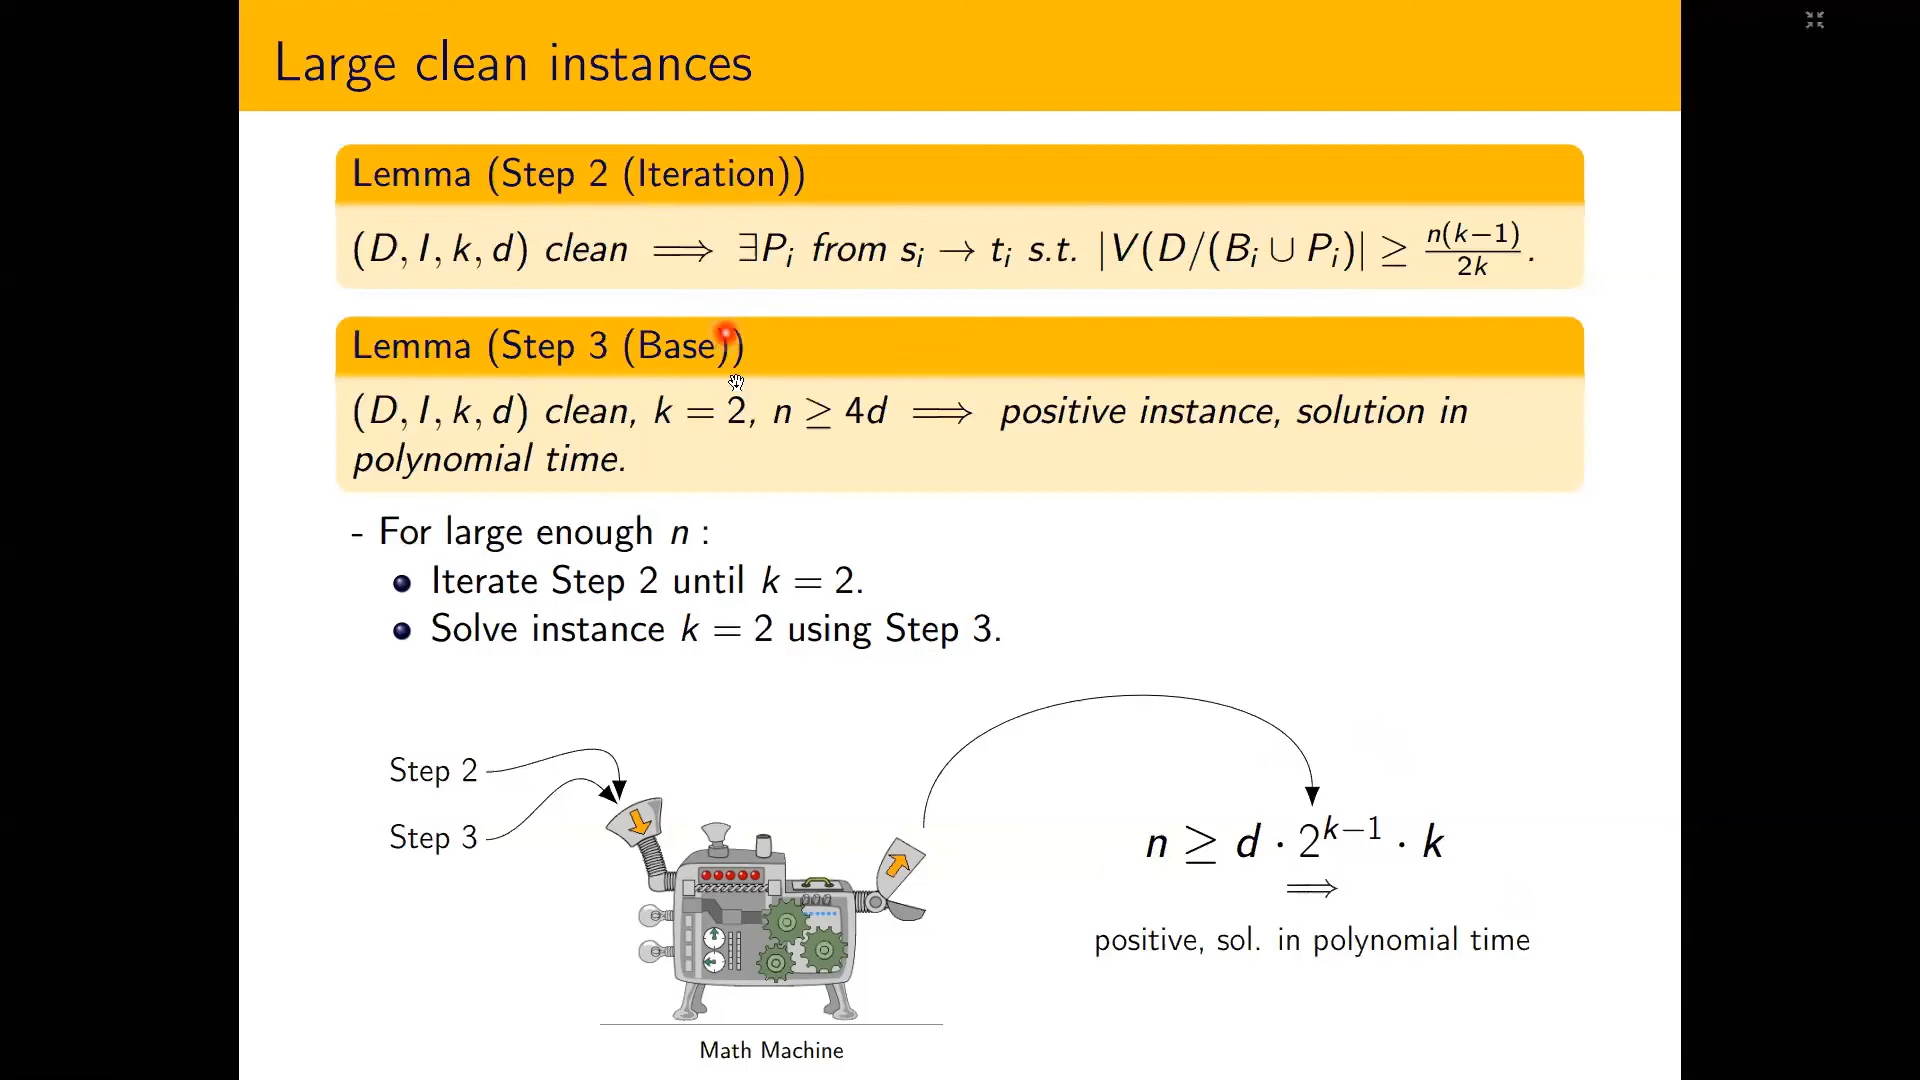 Large clean instances
Lemma (Step 2 (Iteration))
(D, I, k, d) clean ⟹ ∃P_i from s_i → t_i s.t. |V(D/(B_i ∪ P_i)| ≥ n(k−1)/2k.
Lemma (Step 3 (Base))
(D, I, k, d) clean, k = 2, n ≥ 4d ⟹ positive instance, solution in
polynomial time.
- For large enough n :
Iterate Step 2 until k = 2.
Solve instance k = 2 using Step 3.
Step 2
Step 3
n ≥ d · 2^{k−1} · k
⟹
positive, sol. in polynomial time
Math Machine